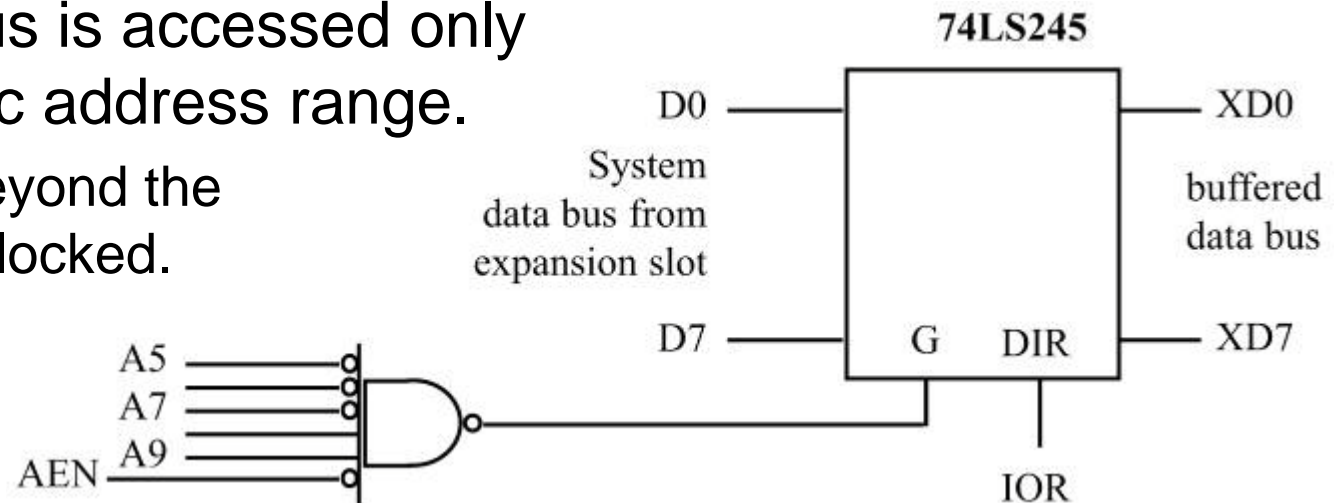 us is accessed only
c address range.
eyond the
locked.
74LS245
D0
XD0
System
data bus from
expansion slot
buffered
data bus
D7
G
DIR
XD7
A5
A7
A9
AEN
IOR